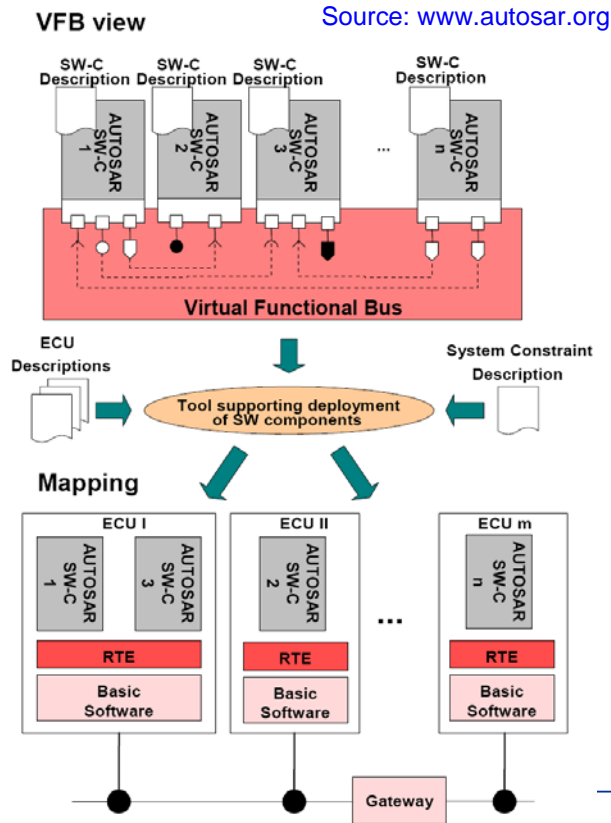 VFB view
Source: www.autosar.org
SW-C
Description
SW-C
Description
SW-C
Description
SW-C
Description
AUTOSAR
SW-C
1
AUTOSAR
SW-C
2
AUTOSAR
SW-C
3
...
AUTOSAR
SW-C
n
Virtual Functional Bus
ECU
Descriptions
System Constraint
Description
Tool supporting deployment
of SW components
Mapping
ECU I
AUTOSAR
SW-C
1
AUTOSAR
SW-C
3
RTE
Basic
Software
ECU II
AUTOSAR
SW-C
2
RTE
Basic
Software
...
ECU m
AUTOSAR
SW-C
n
RTE
Basic
Software
Gateway